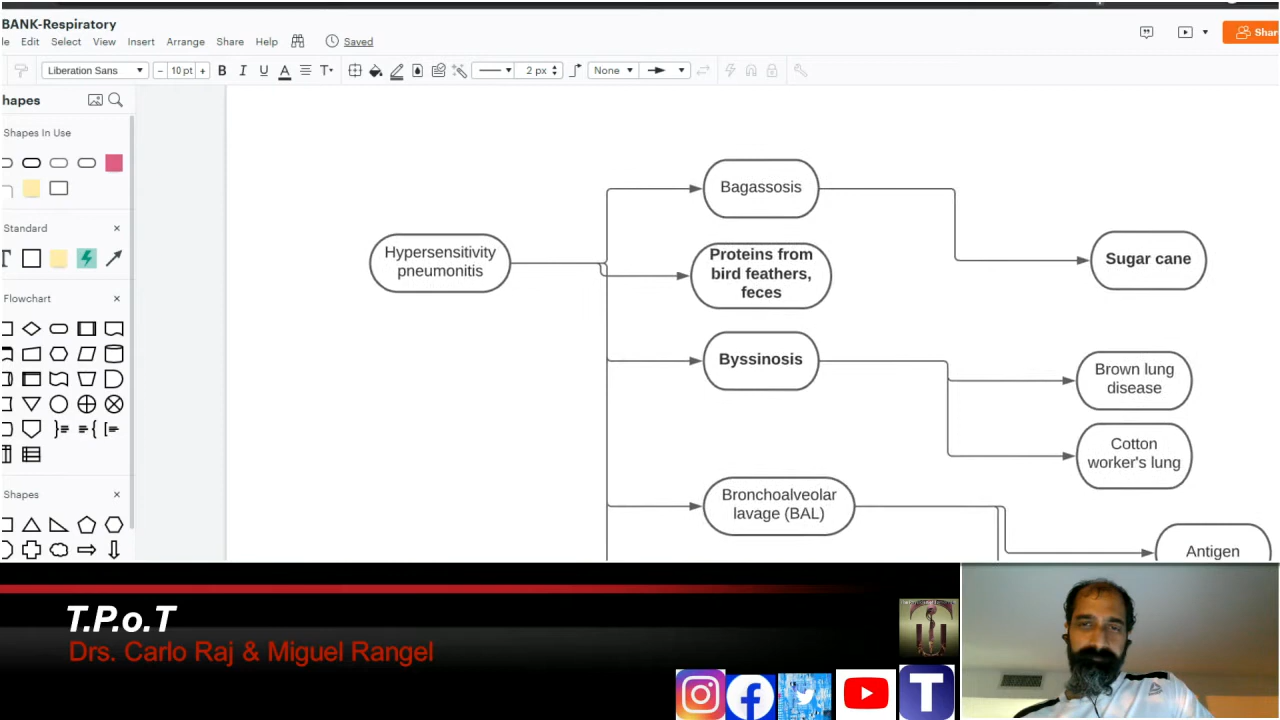 BANK-Respiratory
Edit Select View Insert Arrange Share Help Saved
Share
Liberation Sans 10 pt B I U A T 2 px None
hapes
Shapes In Use
Standard
T
Flowchart
Shapes
Bagassosis
Hypersensitivity
pneumonitis
Proteins from
bird feathers,
feces
Sugar cane
Byssinosis
Brown lung
disease
Cotton
worker's lung
Bronchoalveolar
lavage (BAL)
Antigen
T.P.o.T
Drs. Carlo Raj & Miguel Rangel